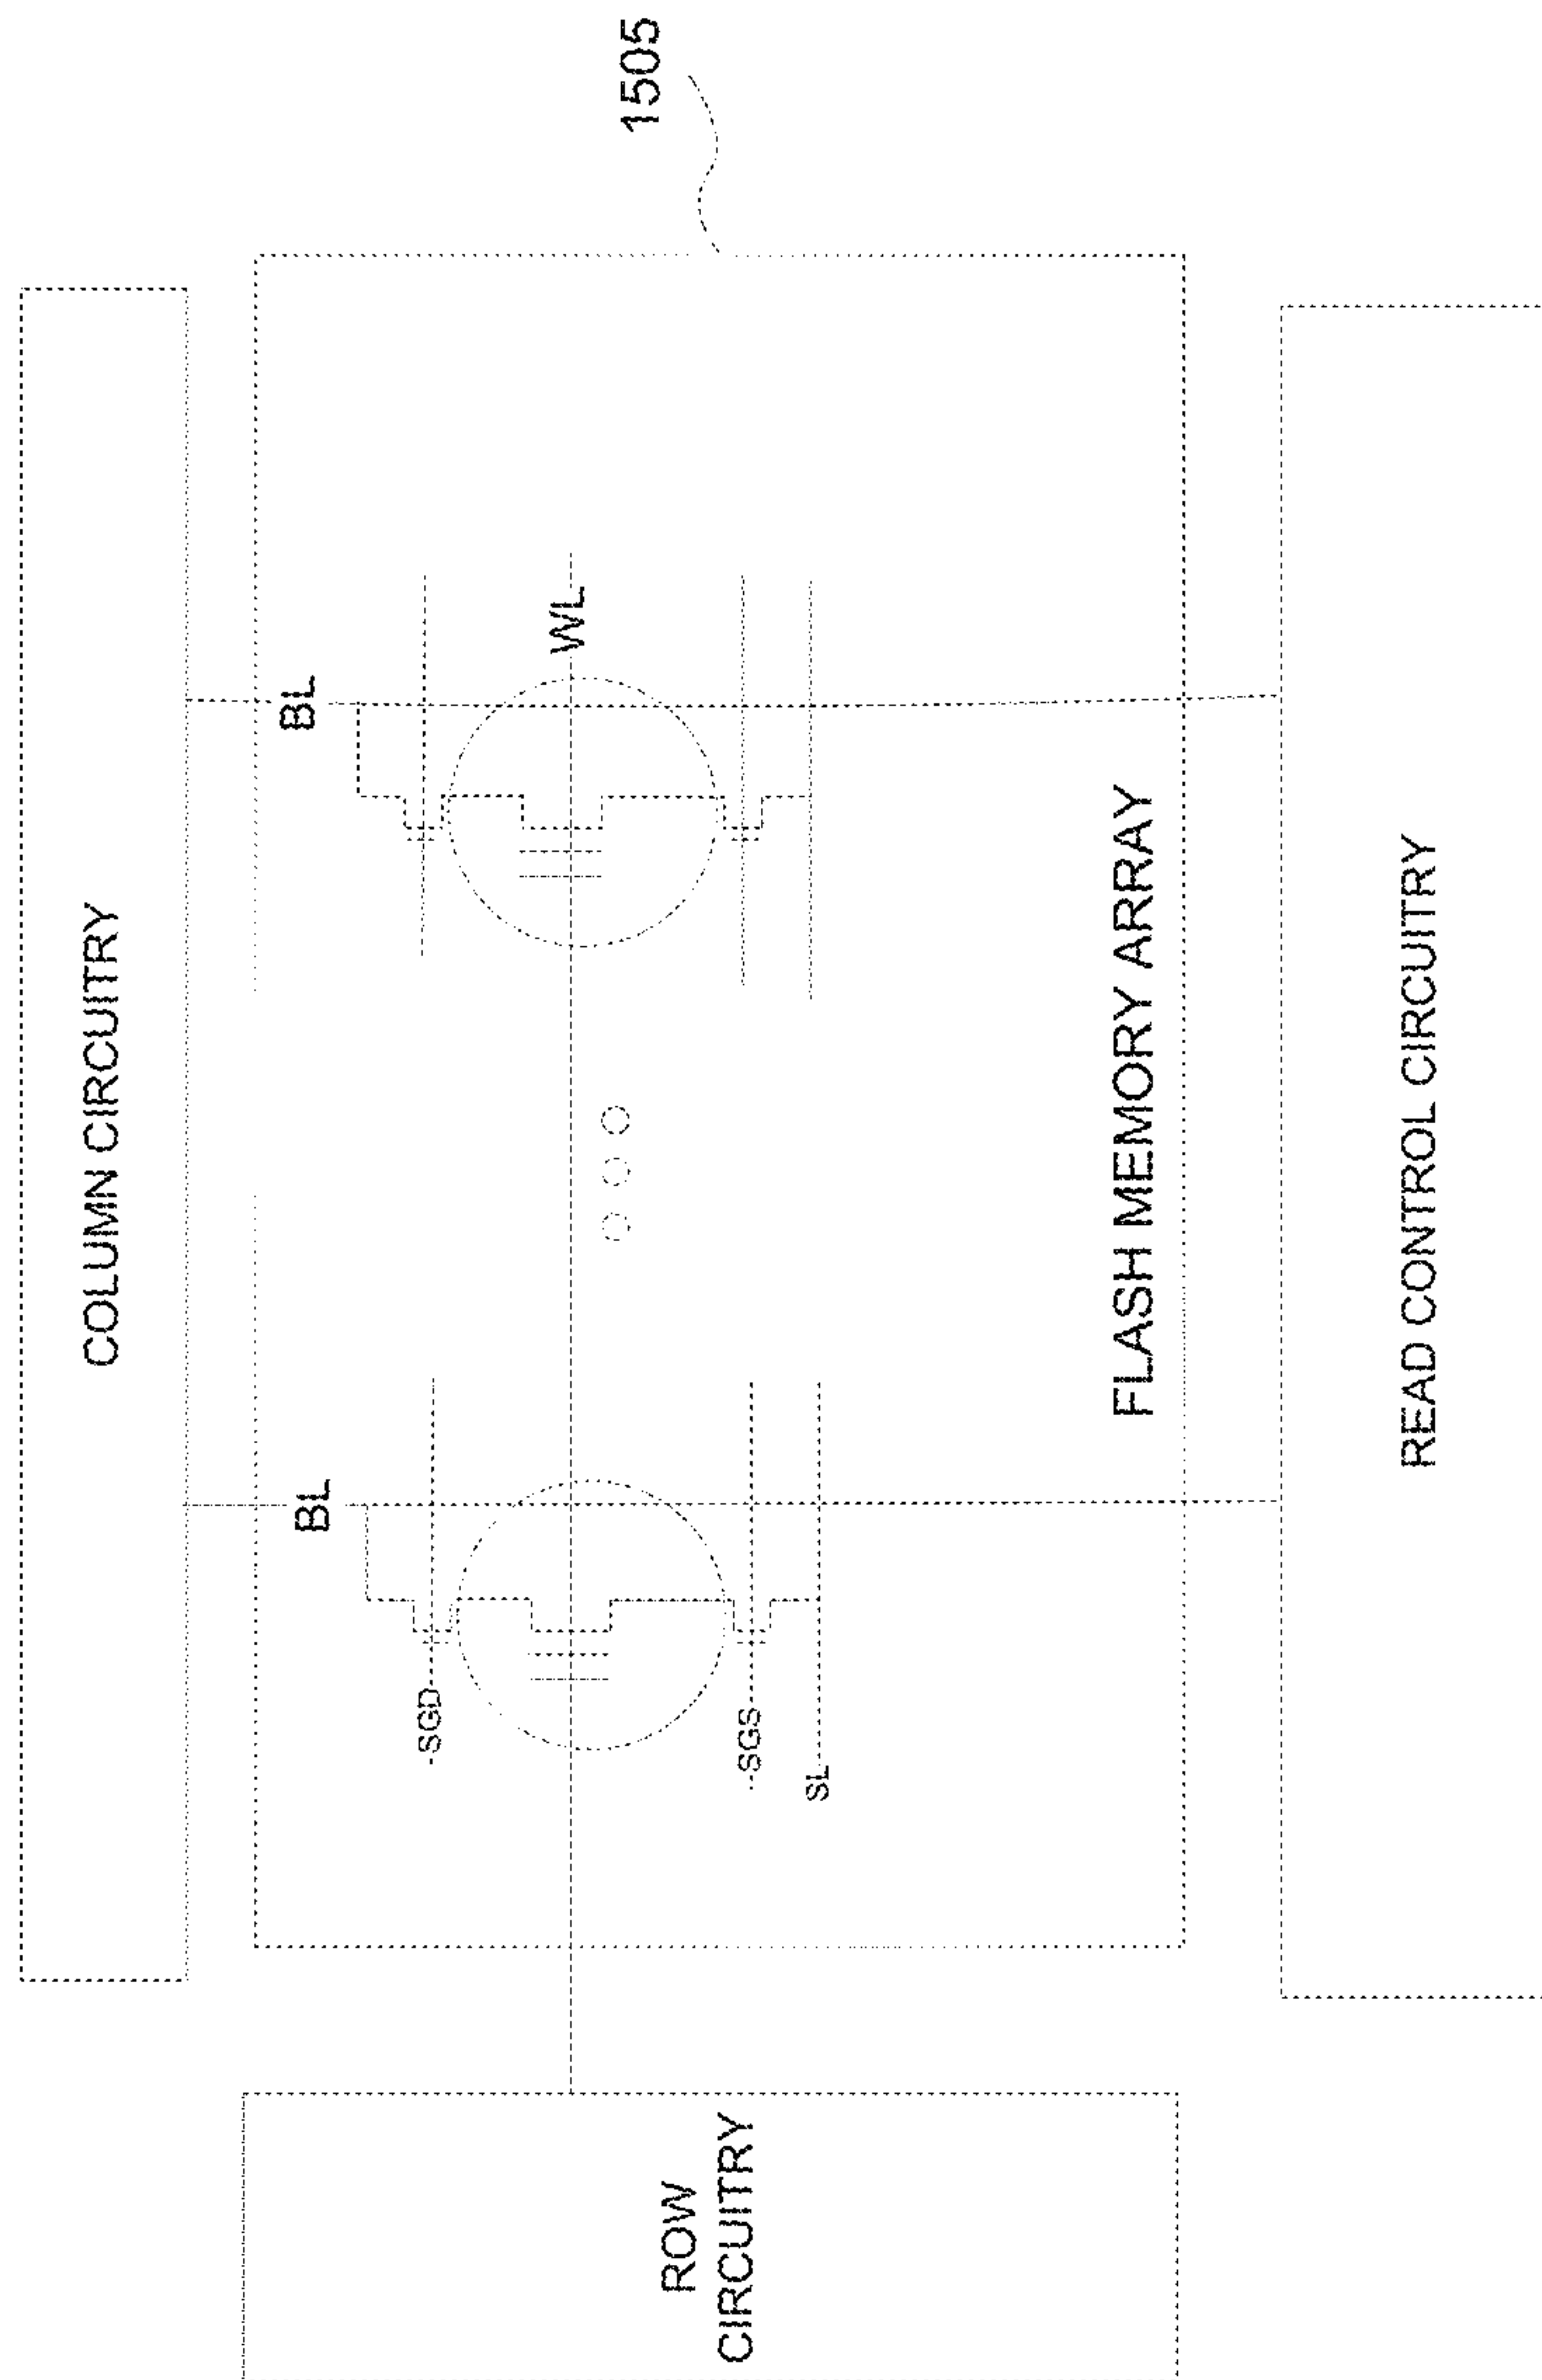 1505
COLUMN CIRCUITRY
BL
BL
SGD
WL
SGS
SL
FLASH MEMORY ARRAY
ROW
CIRCUITRY
READ CONTROL CIRCUITRY